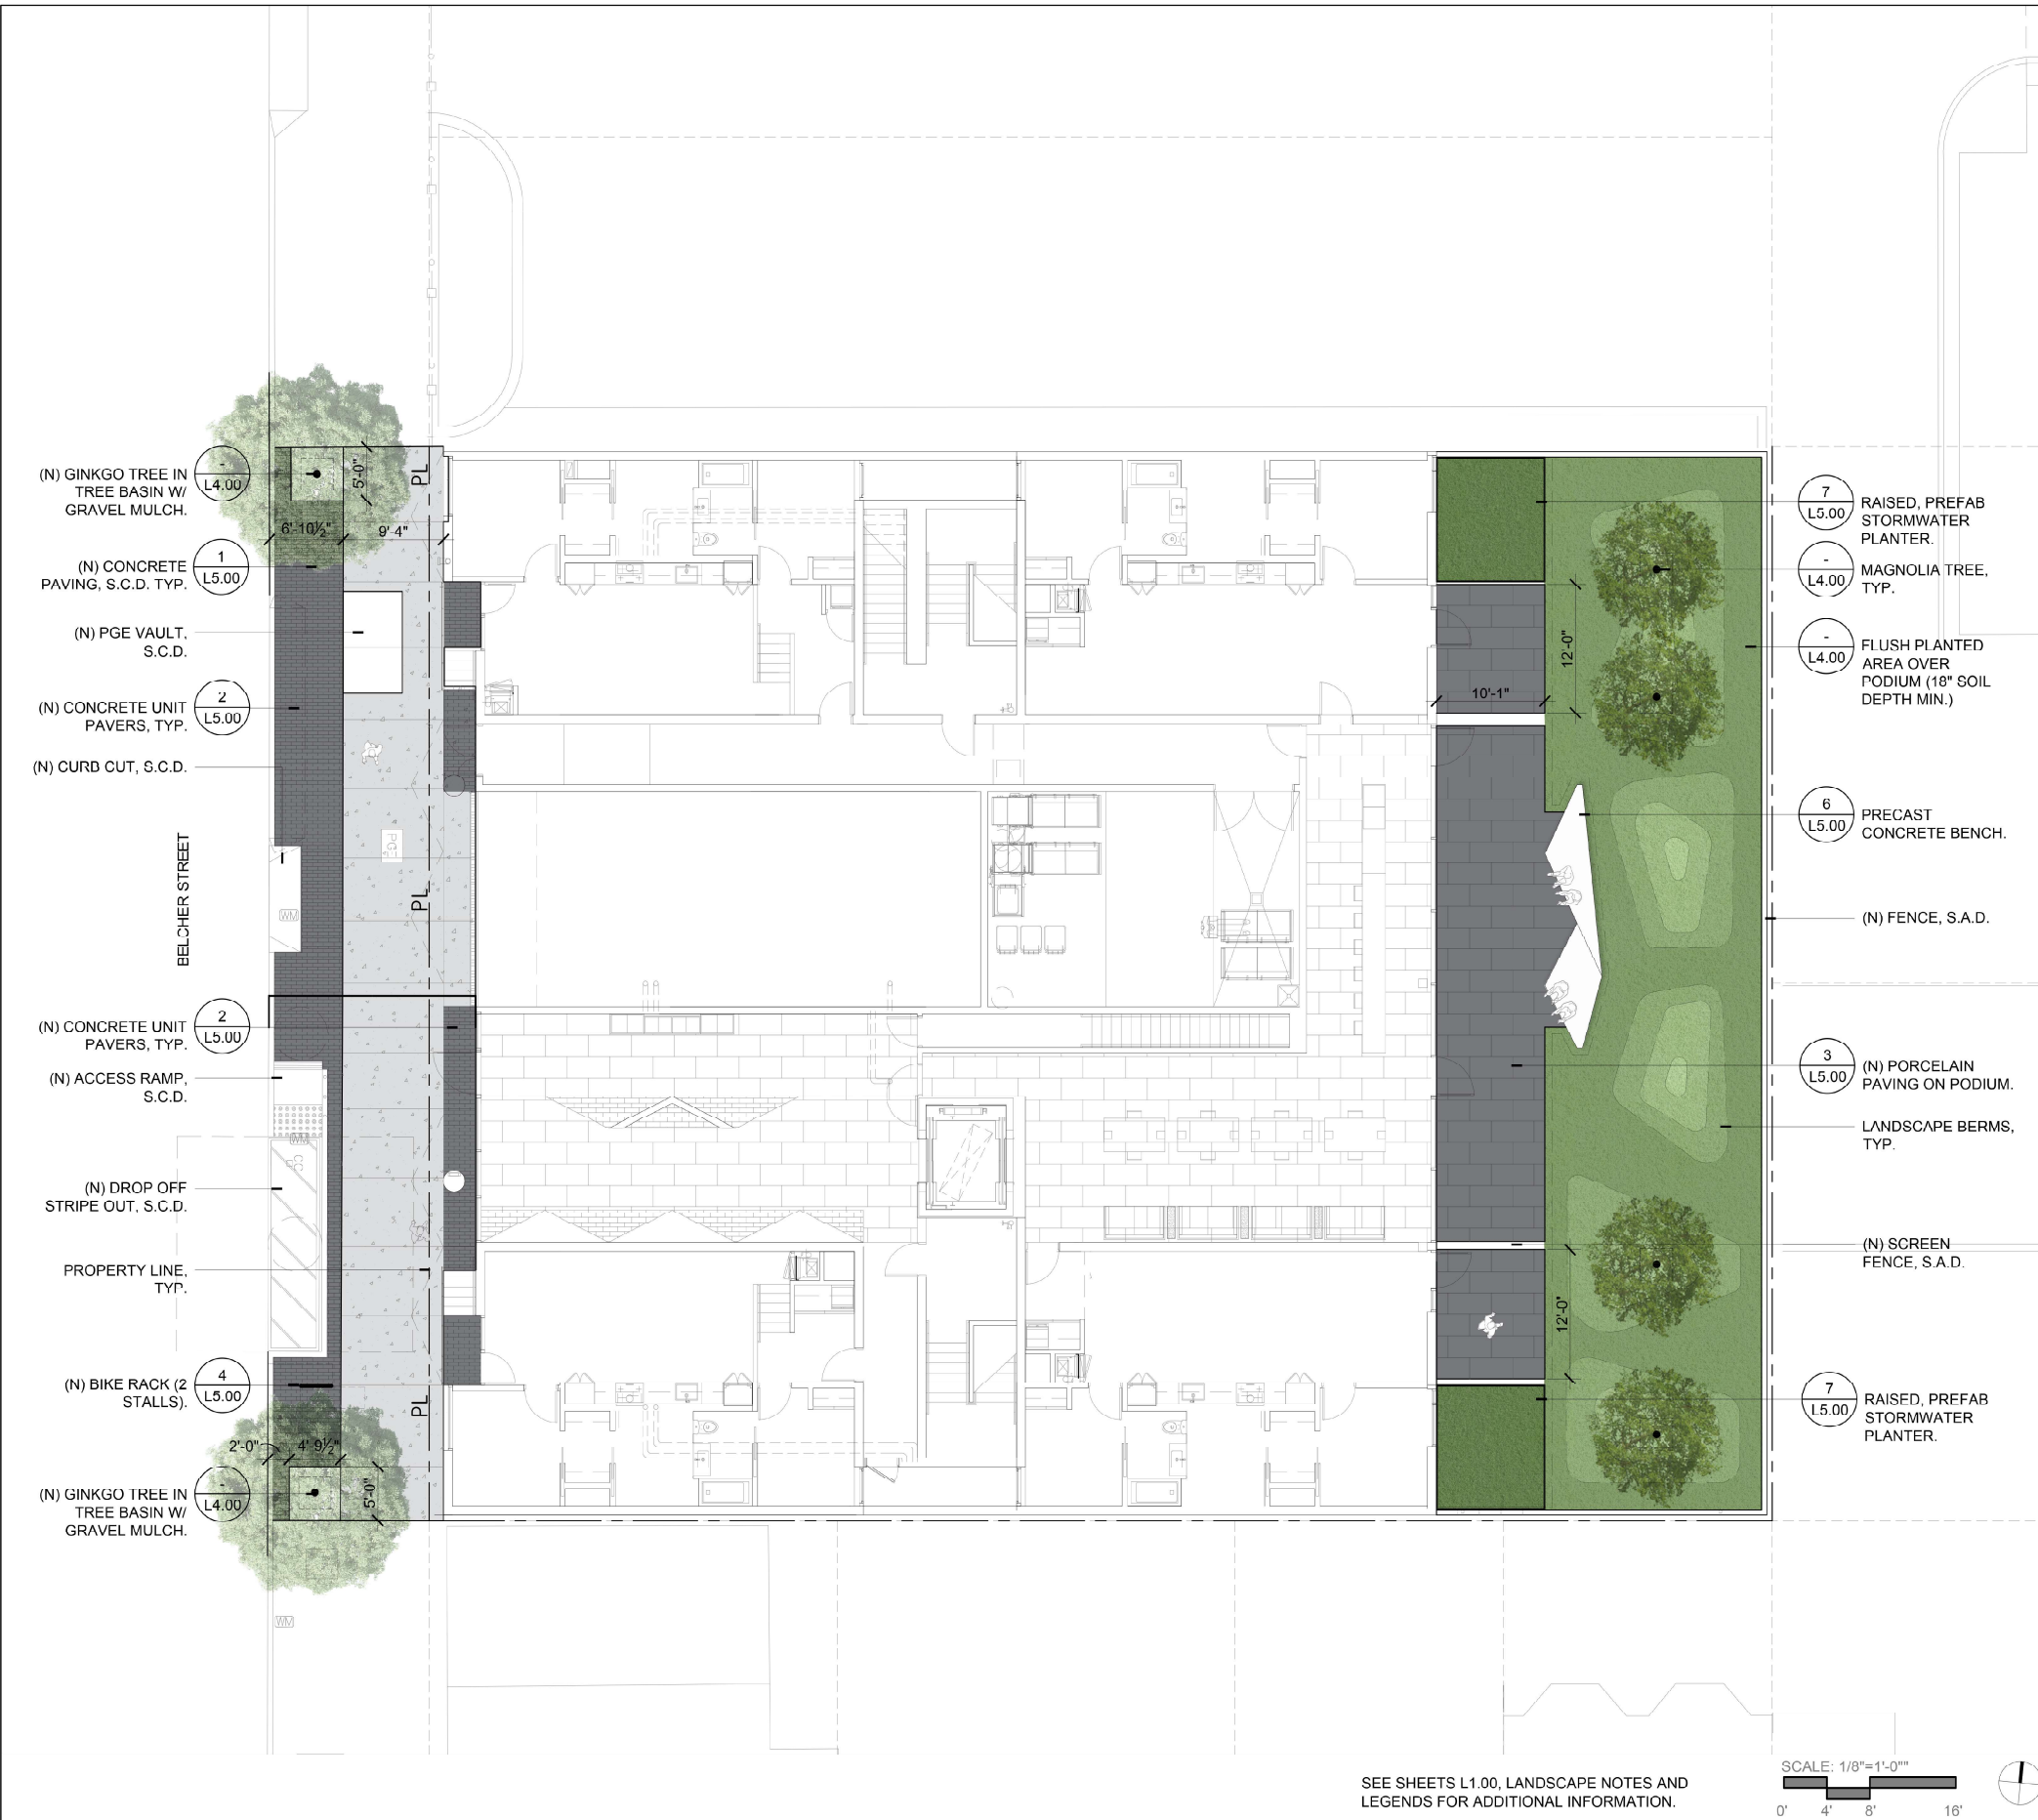 (N) GINKGO TREE IN
TREE BASIN W/
GRAVEL MULCH.
-
L4.00
(N) CONCRETE
PAVING, S.C.D. TYP.
1
L5.00
(N) PGE VAULT,
S.C.D.
(N) CONCRETE UNIT
PAVERS, TYP.
2
L5.00
(N) CURB CUT, S.C.D.
BELCHER STREET
(N) CONCRETE UNIT
PAVERS, TYP.
2
L5.00
(N) ACCESS RAMP,
S.C.D.
(N) DROP OFF
STRIPE OUT, S.C.D.
PROPERTY LINE,
TYP.
(N) BIKE RACK (2
STALLS).
4
L5.00
(N) GINKGO TREE IN
TREE BASIN W/
GRAVEL MULCH.
-
L4.00
5'-0"
6'-10½"
9'-4"
PL
PL
PL
WM
WM
WM
2'-0"
4'-9½"
5'-0"
12'-0"
10'-1"
12'-0"
7
L5.00
RAISED, PREFAB
STORMWATER
PLANTER.
-
L4.00
MAGNOLIA TREE,
TYP.
-
L4.00
FLUSH PLANTED
AREA OVER
PODIUM (18" SOIL
DEPTH MIN.)
6
L5.00
PRECAST
CONCRETE BENCH.
(N) FENCE, S.A.D.
3
L5.00
(N) PORCELAIN
PAVING ON PODIUM.
LANDSCAPE BERMS,
TYP.
(N) SCREEN
FENCE, S.A.D.
7
L5.00
RAISED, PREFAB
STORMWATER
PLANTER.
SEE SHEETS L1.00, LANDSCAPE NOTES AND
LEGENDS FOR ADDITIONAL INFORMATION.
SCALE: 1/8"=1'-0""
0' 4' 8' 16'